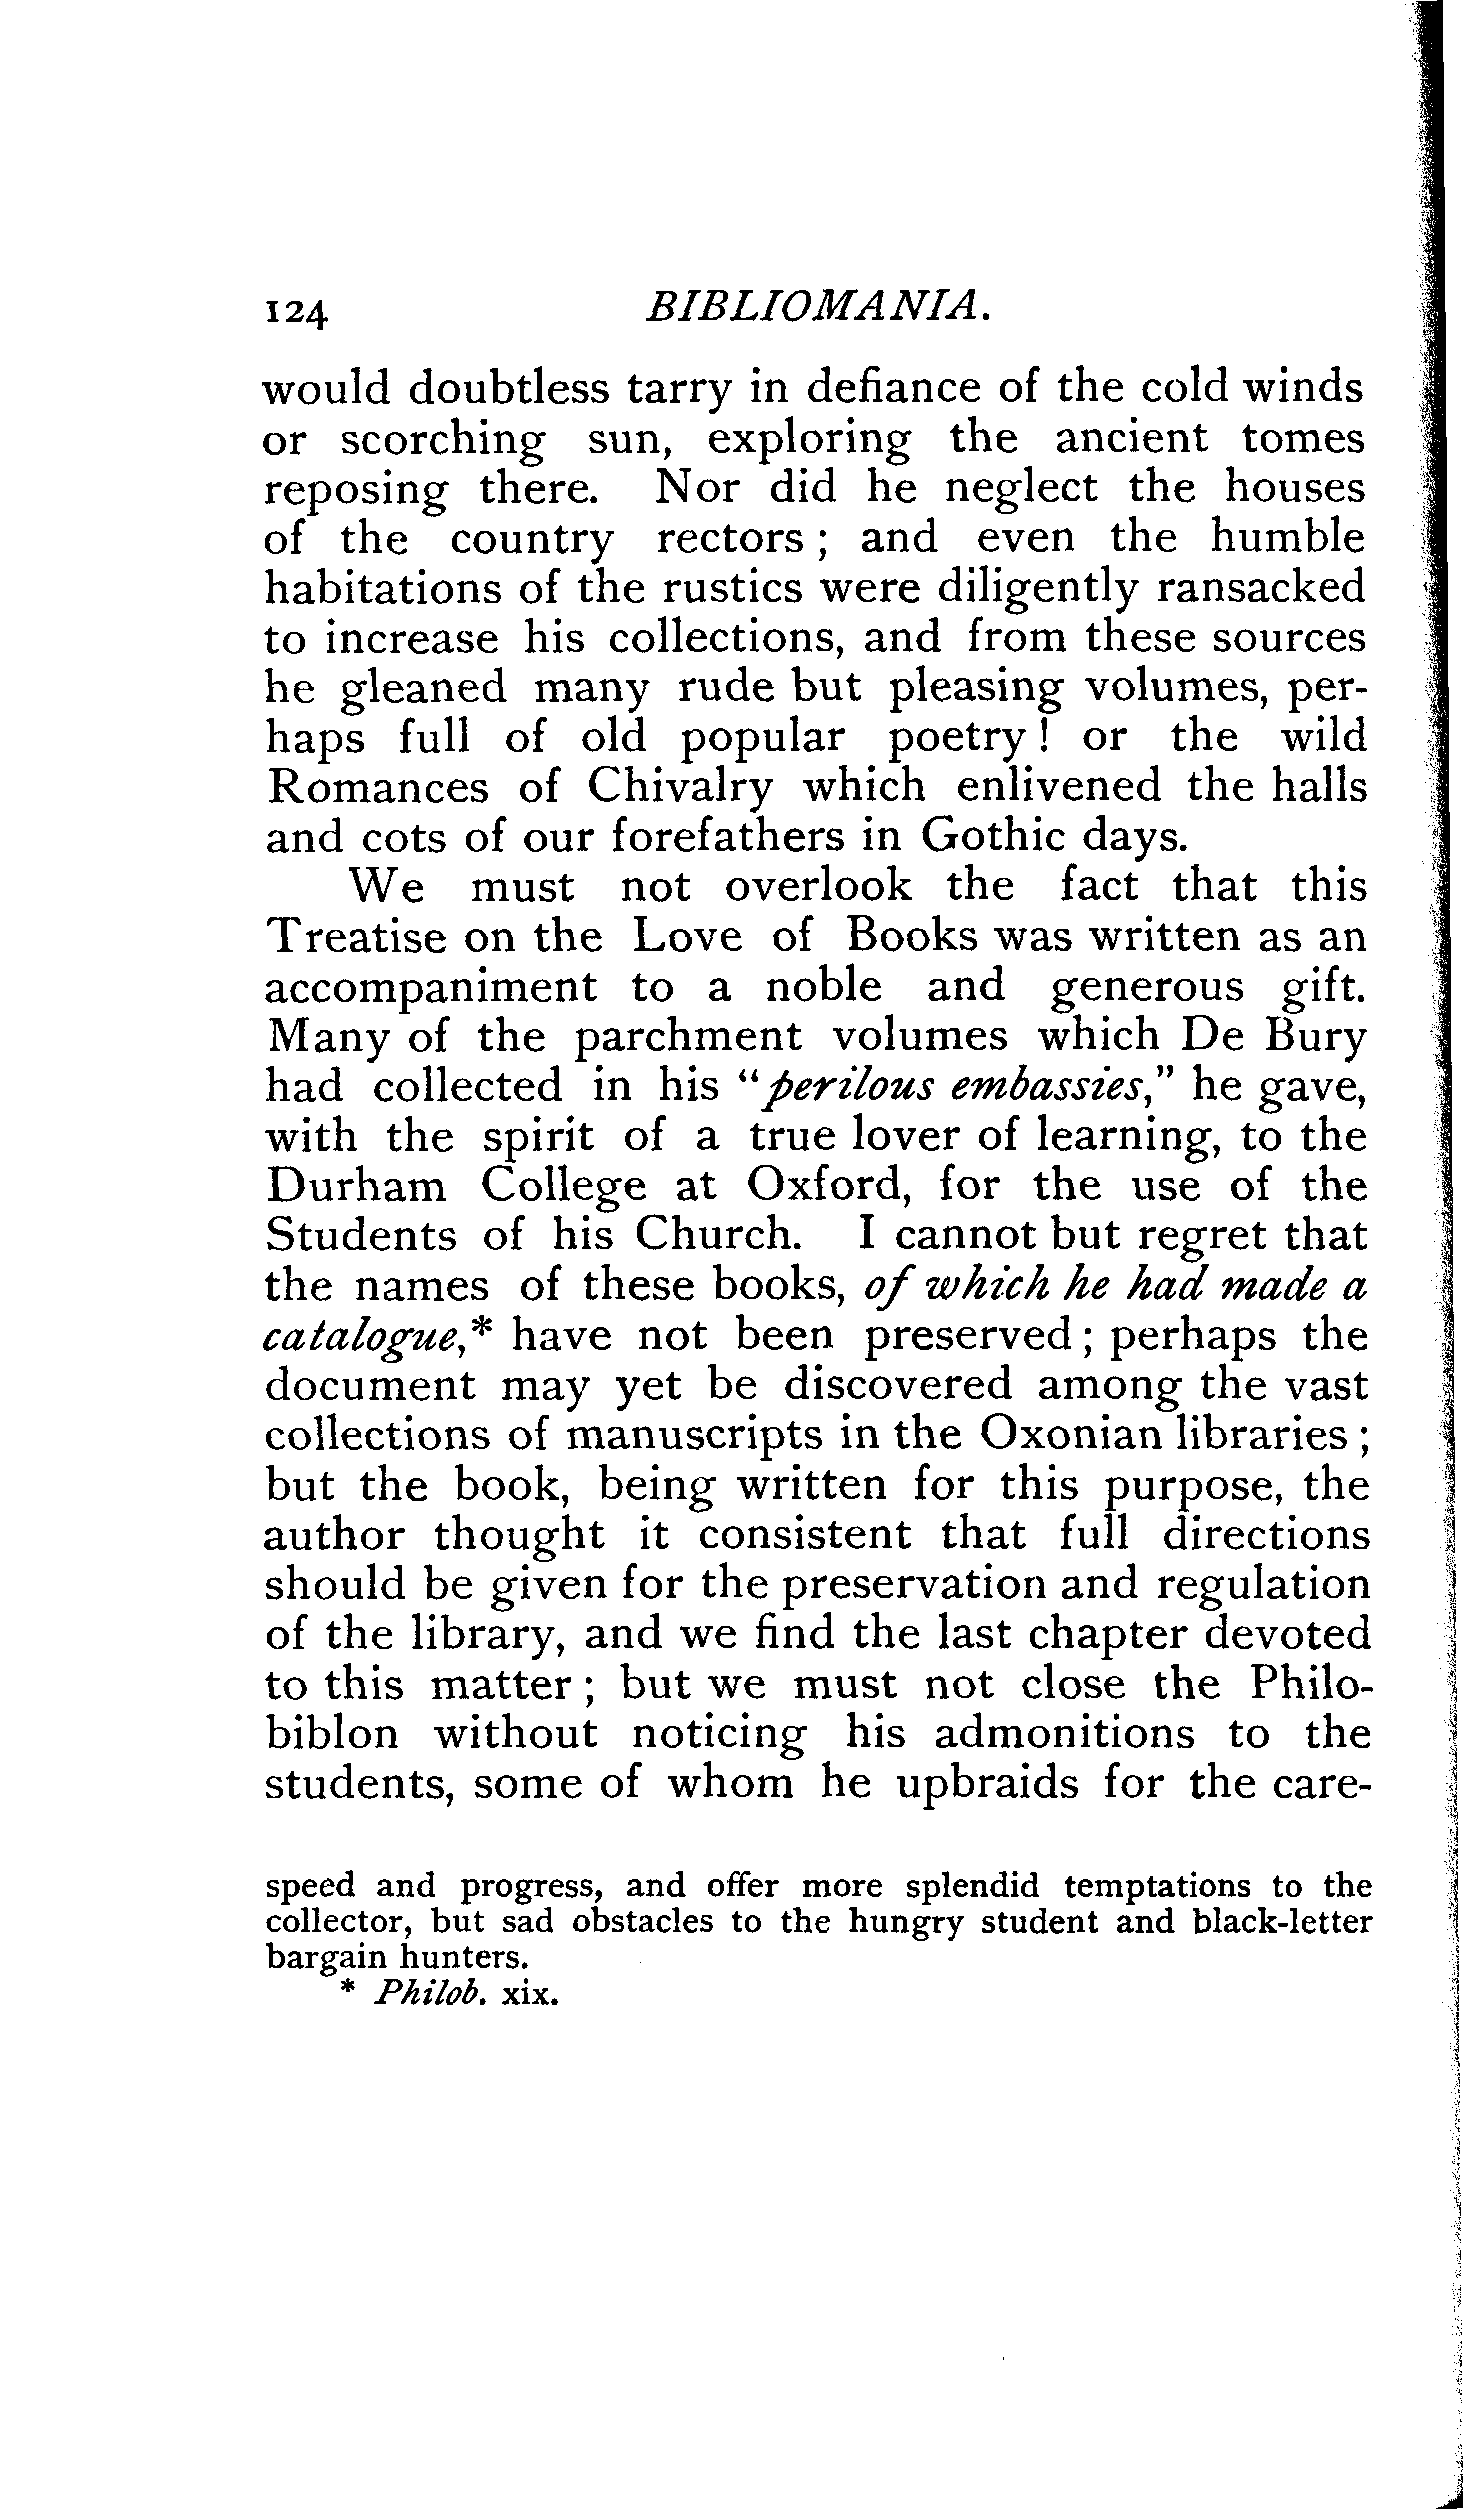 124 BIBLIOMANIA.
would doubtless tarry in defiance of the cold winds
or scorching sun, exploring the ancient tomes
reposing there. Nor did he neglect the houses
of the country rectors ; and even the humble
habitations of the rustics were diligently ransacked
to increase his collections, and from these sources
he gleaned many rude but pleasing volumes, per-
haps full of old popular poetry ! or the wild
Romances of Chivalry which enlivened the halls
and cots of our forefathers in Gothic days.
We must not overlook the fact that this
Treatise on the Love of Books was written as an
accompaniment to a noble and generous gift.
Many of the parchment volumes which De Bury
had collected in his “perilous embassies,” he gave,
with the spirit of a true lover of learning, to the
Durham College at Oxford, for the use of the
Students of his Church. I cannot but regret that
the names of these books, of which he had made a
catalogue,* have not been preserved ; perhaps the
document may yet be discovered among the vast
collections of manuscripts in the Oxonian libraries ;
but the book, being written for this purpose, the
author thought it consistent that full directions
should be given for the preservation and regulation
of the library, and we find the last chapter devoted
to this matter ; but we must not close the Philo-
biblon without noticing his admonitions to the
students, some of whom he upbraids for the care-
speed and progress, and offer more splendid temptations to the
collector, but sad obstacles to the hungry student and black-letter
bargain hunters.
* Philob. xix.